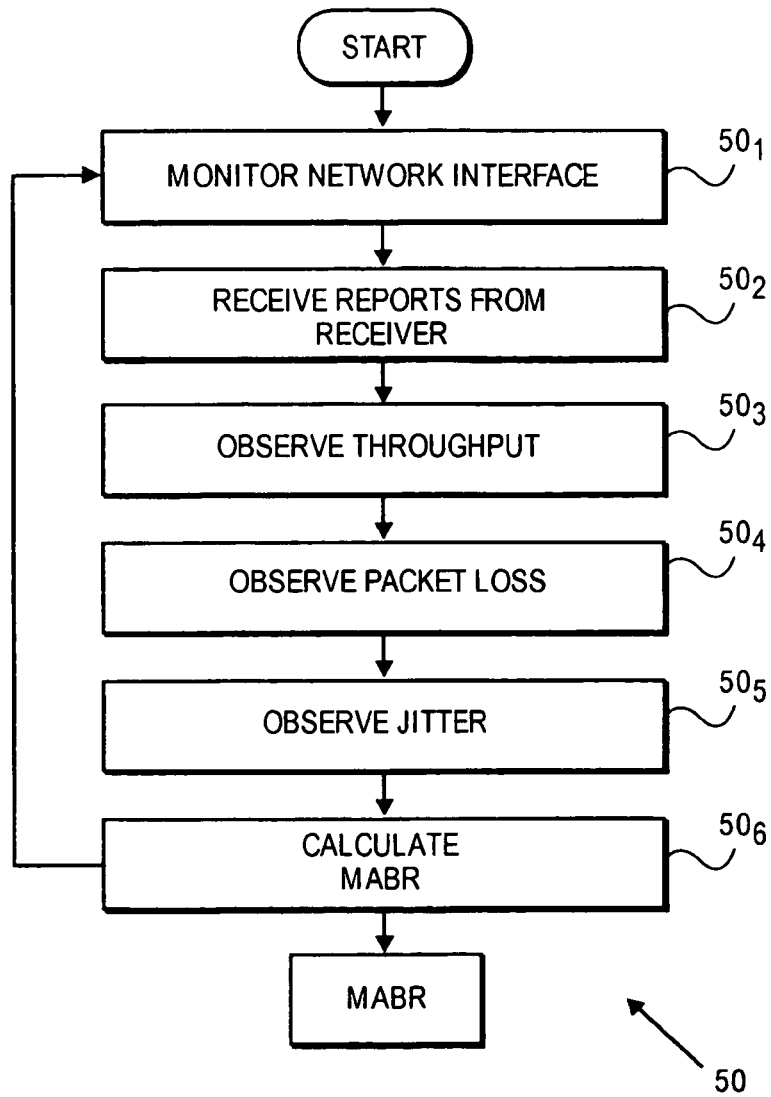 START
MONITOR NETWORK INTERFACE
50₁
RECEIVE REPORTS FROM
RECEIVER
50₂
OBSERVE THROUGHPUT
50₃
OBSERVE PACKET LOSS
50₄
OBSERVE JITTER
50₅
CALCULATE
MABR
50₆
MABR
50